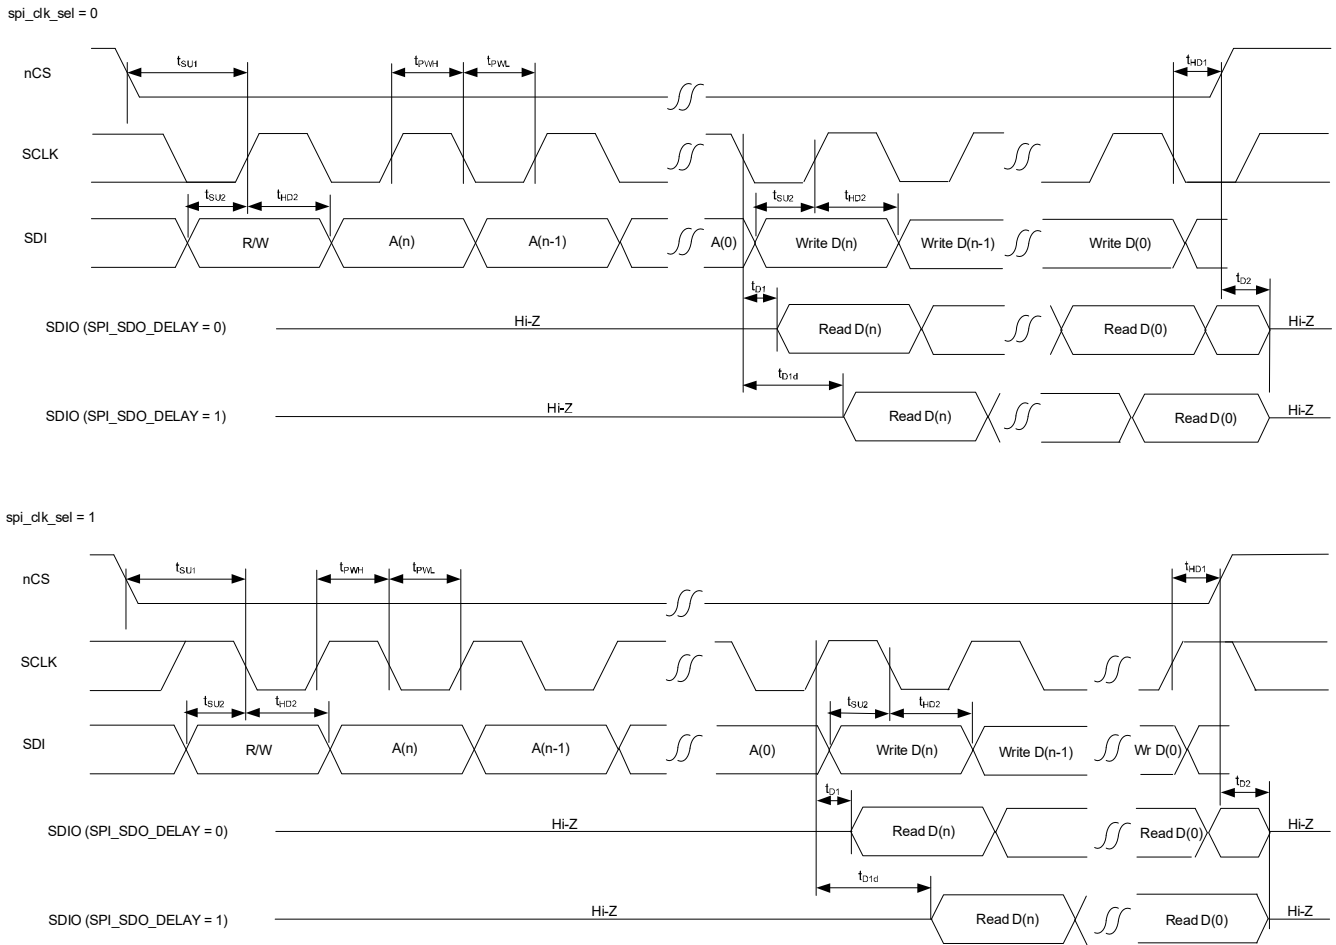 spi_clk_sel = 0
nCS
tSU1
tPWH
tPWL
tHD1
SCLK
tSU2
tHD2
tSU2
tHD2
SDI
R/W
A(n)
A(n-1)
A(0)
Write D(n)
Write D(n-1)
Write D(0)
tD1
tD2
SDIO (SPI_SDO_DELAY = 0)
Hi-Z
Read D(n)
Read D(0)
Hi-Z
tD1d
SDIO (SPI_SDO_DELAY = 1)
Hi-Z
Read D(n)
Read D(0)
Hi-Z
spi_clk_sel = 1
nCS
tSU1
tPWH
tPWL
tHD1
SCLK
tSU2
tHD2
tSU2
tHD2
SDI
R/W
A(n)
A(n-1)
A(0)
Write D(n)
Write D(n-1)
Wr D(0)
tD1
tD2
SDIO (SPI_SDO_DELAY = 0)
Hi-Z
Read D(n)
Read D(0)
Hi-Z
tD1d
SDIO (SPI_SDO_DELAY = 1)
Hi-Z
Read D(n)
Read D(0)
Hi-Z